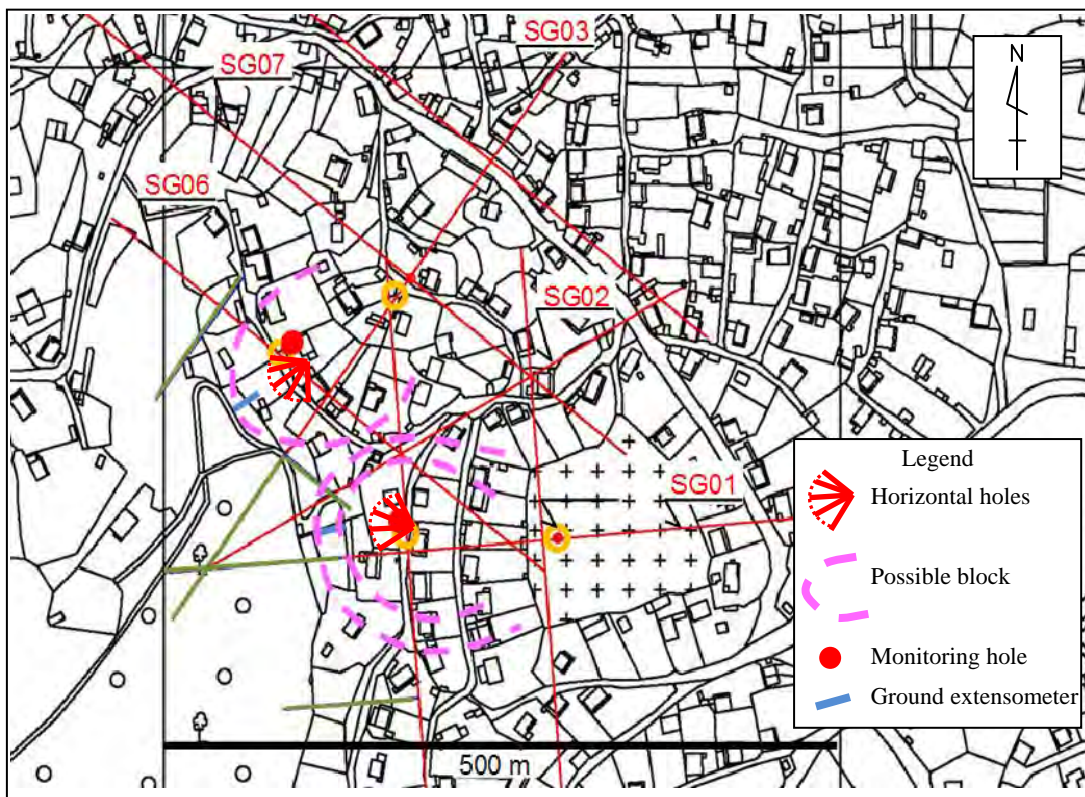 SG03
N
SG07
SG06
SG02
SG01
Legend
Horizontal holes
Possible block
Monitoring hole
Ground extensometer
500 m